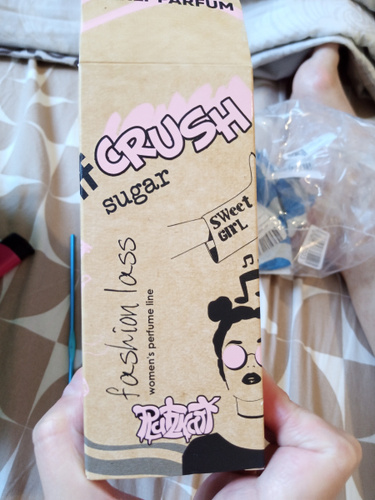 PARFUM
CRUSH
sugar
SWEET
GIRL
fashion lass
women's perfume line